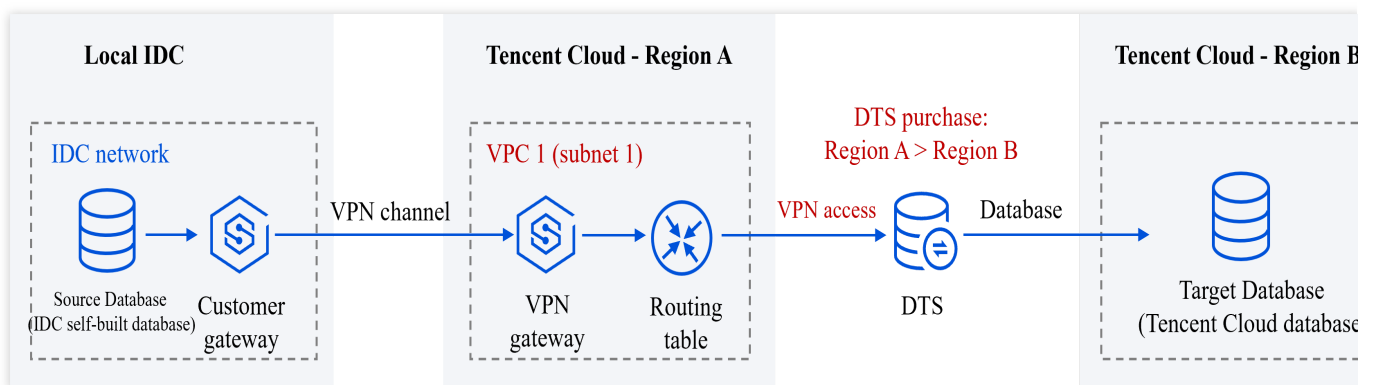 Local IDC
Tencent Cloud - Region A
Tencent Cloud - Region B
DTS purchase:
Region A > Region B
IDC network
VPC 1 (subnet 1)
VPN channel
VPN access
Database
Source Database
(IDC self-built database)
Customer
gateway
VPN
gateway
Routing
table
DTS
Target Database
(Tencent Cloud database